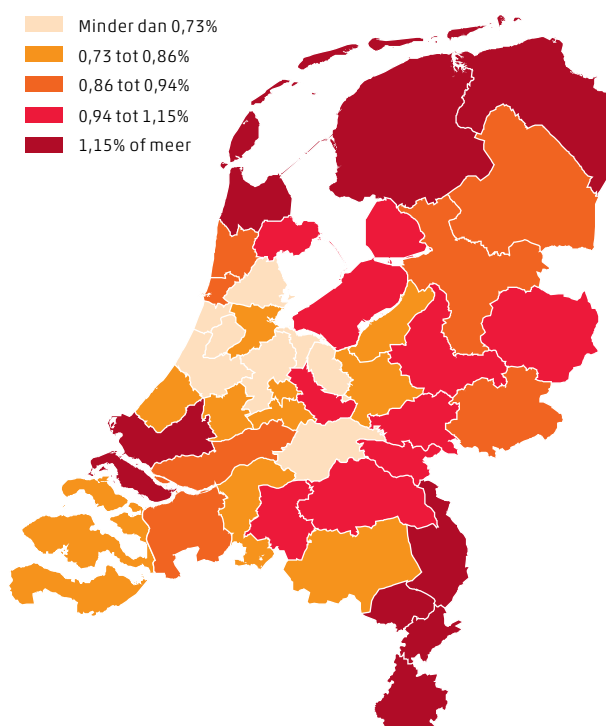 Minder dan 0,73%
0,73 tot 0,86%
0,86 tot 0,94%
0,94 tot 1,15%
1,15% of meer